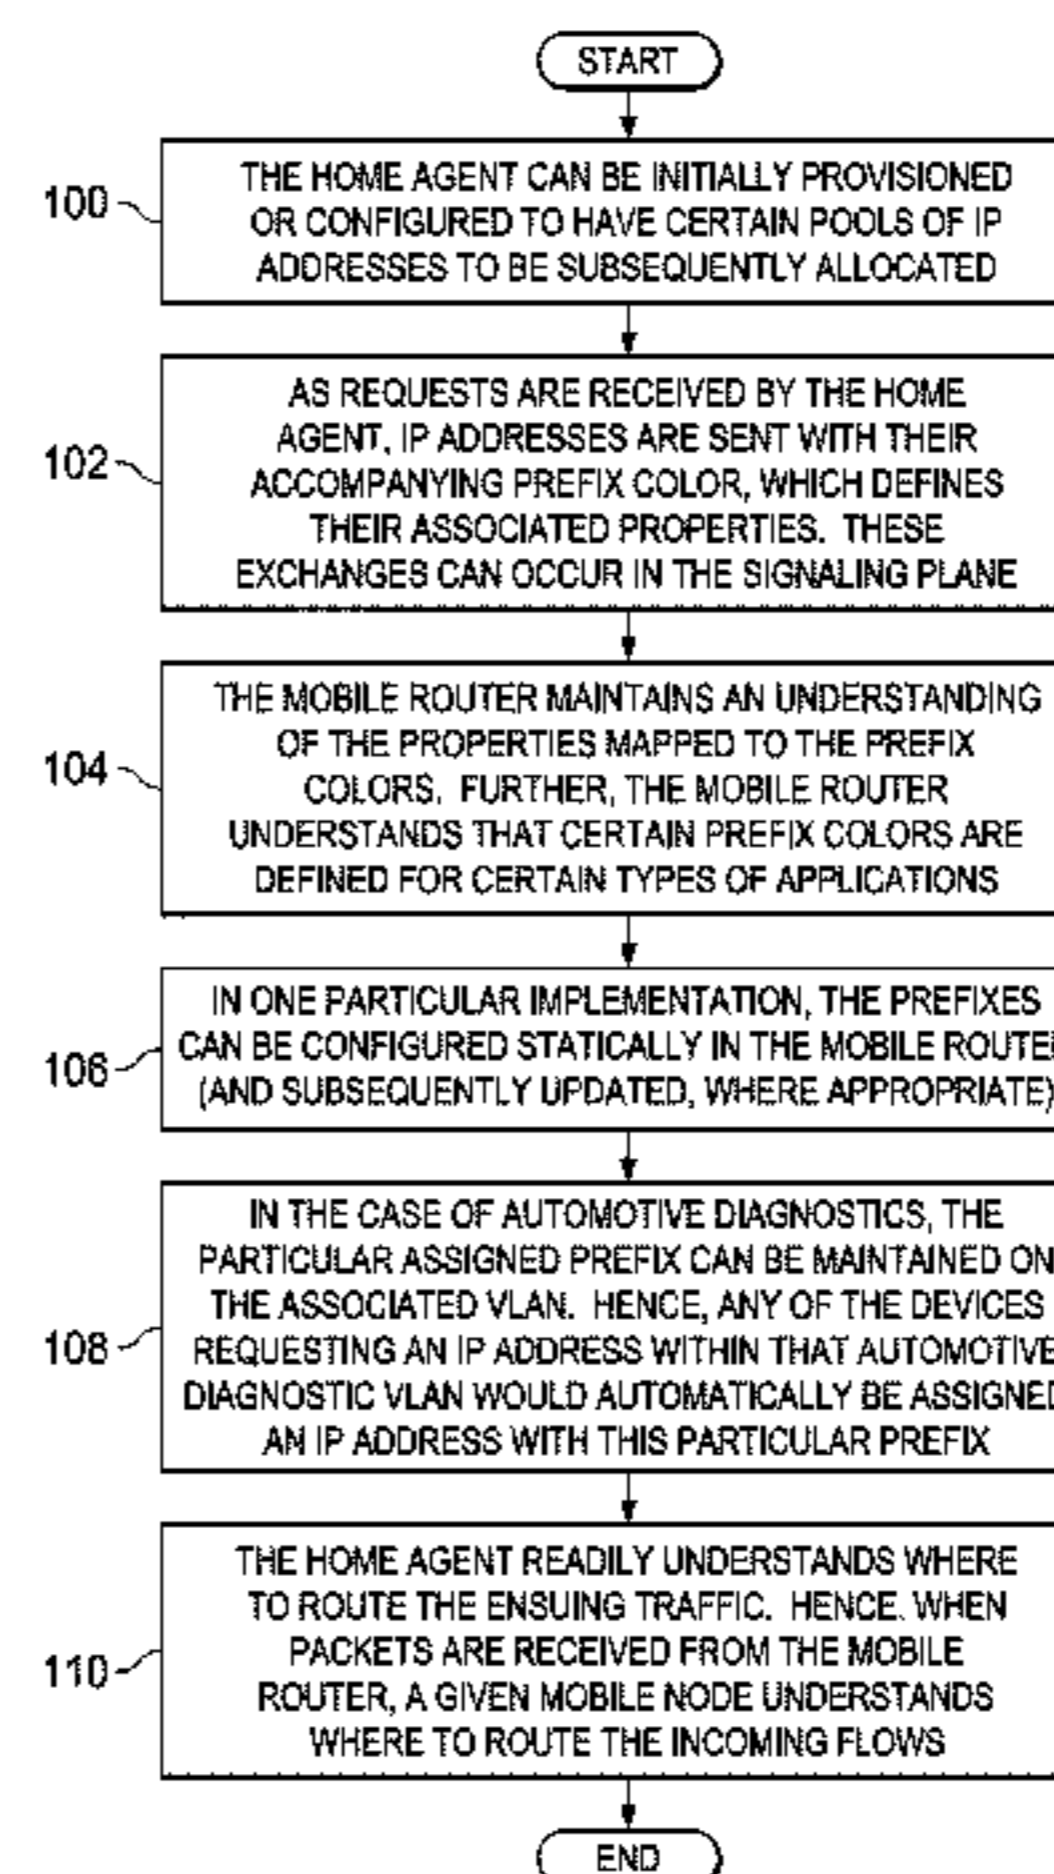 START
100
THE HOME AGENT CAN BE INITIALLY PROVISIONED
OR CONFIGURED TO HAVE CERTAIN POOLS OF IP
ADDRESSES TO BE SUBSEQUENTLY ALLOCATED
102
AS REQUESTS ARE RECEIVED BY THE HOME
AGENT, IP ADDRESSES ARE SENT WITH THEIR
ACCOMPANYING PREFIX COLOR, WHICH DEFINES
THEIR ASSOCIATED PROPERTIES. THESE
EXCHANGES CAN OCCUR IN THE SIGNALING PLANE
104
THE MOBILE ROUTER MAINTAINS AN UNDERSTANDING
OF THE PROPERTIES MAPPED TO THE PREFIX
COLORS. FURTHER, THE MOBILE ROUTER
UNDERSTANDS THAT CERTAIN PREFIX COLORS ARE
DEFINED FOR CERTAIN TYPES OF APPLICATIONS
106
IN ONE PARTICULAR IMPLEMENTATION, THE PREFIXES
CAN BE CONFIGURED STATICALLY IN THE MOBILE ROUTER
(AND SUBSEQUENTLY UPDATED, WHERE APPROPRIATE)
108
IN THE CASE OF AUTOMOTIVE DIAGNOSTICS, THE
PARTICULAR ASSIGNED PREFIX CAN BE MAINTAINED ON
THE ASSOCIATED VLAN. HENCE, ANY OF THE DEVICES
REQUESTING AN IP ADDRESS WITHIN THAT AUTOMOTIVE
DIAGNOSTIC VLAN WOULD AUTOMATICALLY BE ASSIGNED
AN IP ADDRESS WITH THIS PARTICULAR PREFIX
110
THE HOME AGENT READILY UNDERSTANDS WHERE
TO ROUTE THE ENSUING TRAFFIC. HENCE, WHEN
PACKETS ARE RECEIVED FROM THE MOBILE
ROUTER, A GIVEN MOBILE NODE UNDERSTANDS
WHERE TO ROUTE THE INCOMING FLOWS
END